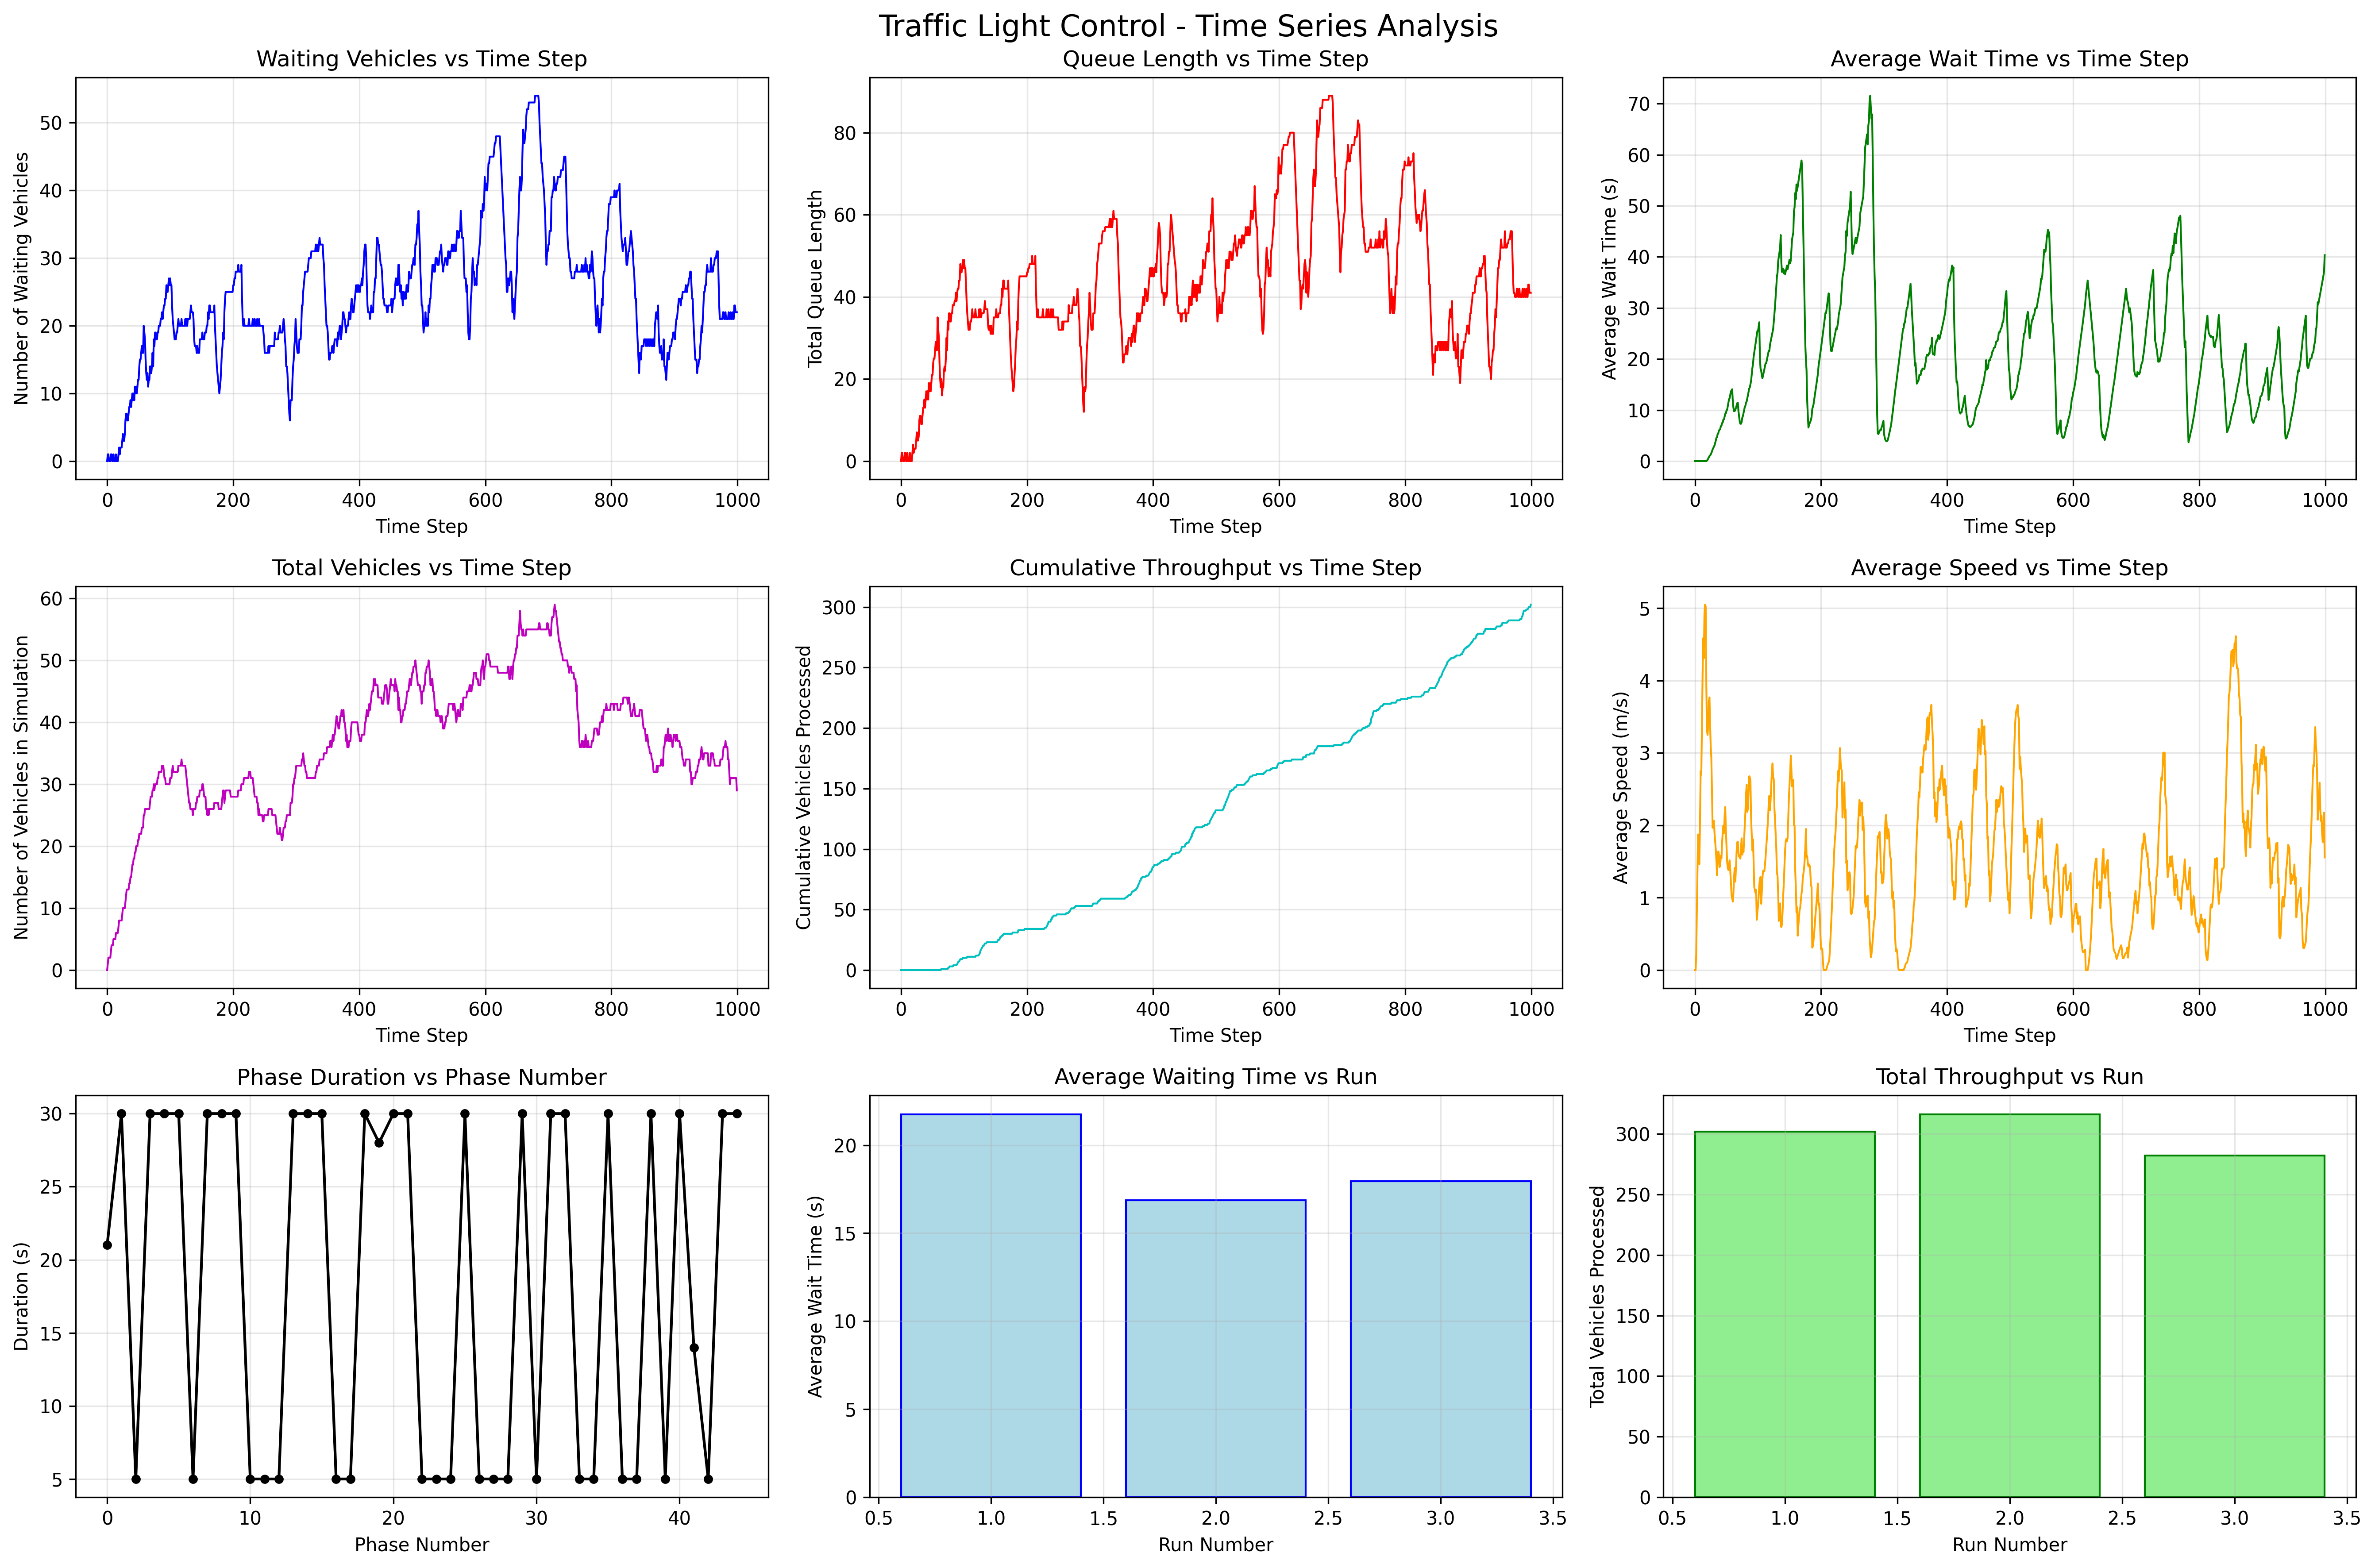 Traffic Light Control - Time Series Analysis
Waiting Vehicles vs Time Step
Number of Waiting Vehicles
50
40
30
20
10
0
0 200 400 600 800 1000
Time Step
Queue Length vs Time Step
Total Queue Length
80
60
40
20
0
0 200 400 600 800 1000
Time Step
Average Wait Time vs Time Step
Average Wait Time (s)
70
60
50
40
30
20
10
0
0 200 400 600 800 1000
Time Step
Total Vehicles vs Time Step
Number of Vehicles in Simulation
60
50
40
30
20
10
0
0 200 400 600 800 1000
Time Step
Cumulative Throughput vs Time Step
Cumulative Vehicles Processed
300
250
200
150
100
50
0
0 200 400 600 800 1000
Time Step
Average Speed vs Time Step
Average Speed (m/s)
5
4
3
2
1
0
0 200 400 600 800 1000
Time Step
Phase Duration vs Phase Number
Duration (s)
30
25
20
15
10
5
0 10 20 30 40
Phase Number
Average Waiting Time vs Run
Average Wait Time (s)
20
15
10
5
0
0.5 1.0 1.5 2.0 2.5 3.0 3.5
Run Number
Total Throughput vs Run
Total Vehicles Processed
300
250
200
150
100
50
0
0.5 1.0 1.5 2.0 2.5 3.0 3.5
Run Number